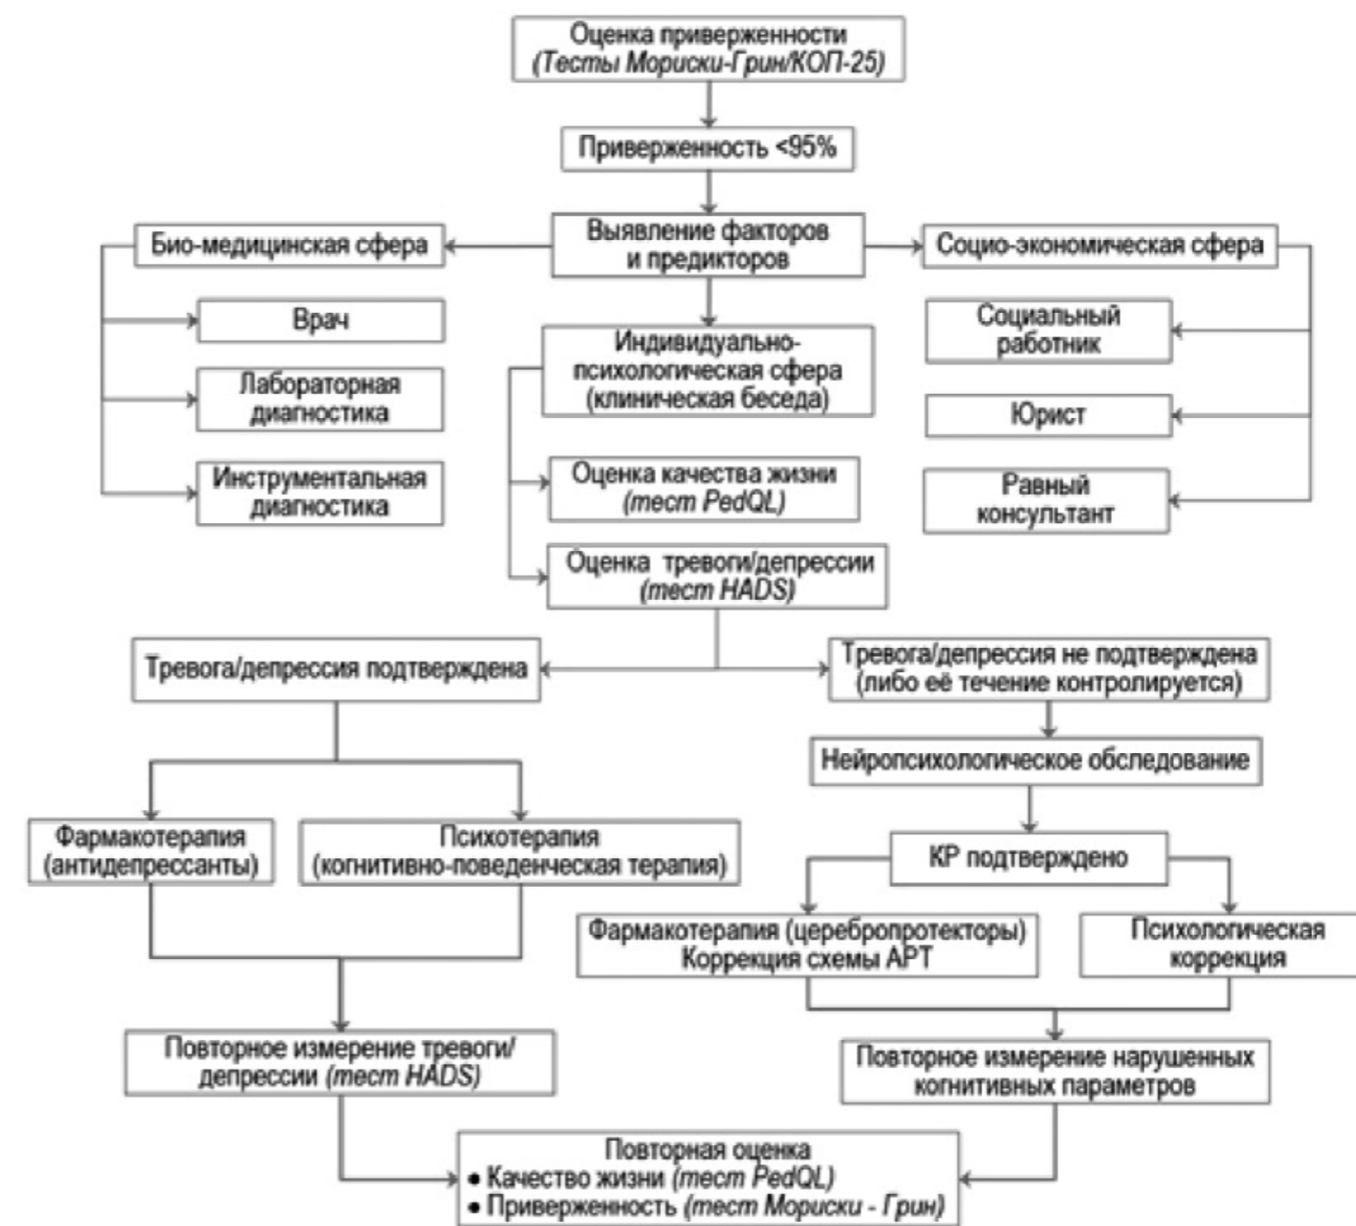 Оценка приверженности
(Тесты Мориски-Грин/КОП-25)
Приверженность <95%
Выявление факторов
и предикторов
Био-медицинская сфера
Врач
Лабораторная
диагностика
Инструментальная
диагностика
Индивидуально-
психологическая сфера
(клиническая беседа)
Оценка качества жизни
(тест PedQL)
Оценка тревоги/депрессии
(тест HADS)
Социо-экономическая сфера
Социальный
работник
Юрист
Равный
консультант
Тревога/депрессия подтверждена
Тревога/депрессия не подтверждена
(либо её течение контролируется)
Фармакотерапия
(антидепрессанты)
Психотерапия
(когнитивно-поведенческая терапия)
Нейропсихологическое обследование
КР подтверждено
Фармакотерапия (церебропротекторы)
Коррекция схемы АРТ
Психологическая
коррекция
Повторное измерение тревоги/
депрессии (тест HADS)
Повторное измерение нарушенных
когнитивных параметров
Повторная оценка
• Качество жизни (тест PedQL)
• Приверженность (тест Мориски - Грин)